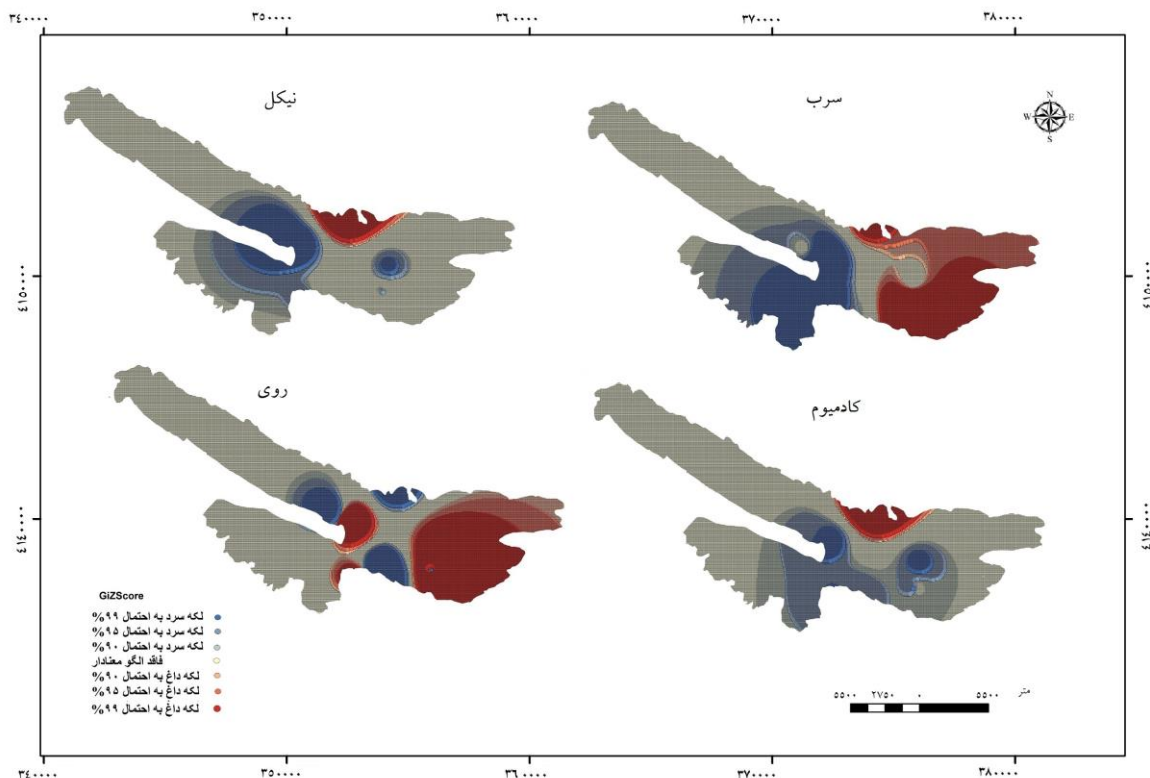 ۳۴۰۰۰۰ ۳۵۰۰۰۰ ۳۶۰۰۰۰ ۳۷۰۰۰۰ ۳۸۰۰۰۰
نیکل
سرب
N
W E
S
۴۱۵۰۰۰۰ ۴۱۵۰۰۰۰
روی
کادمیوم
۴۱۴۰۰۰۰ ۴۱۴۰۰۰۰
GiZScore
لکه سرد به احتمال ۹۹%
لکه سرد به احتمال ۹۵%
لکه سرد به احتمال ۹۰%
فاقد الگو معنادار
لکه داغ به احتمال ۹۰%
لکه داغ به احتمال ۹۵%
لکه داغ به احتمال ۹۹%
۵۵۰۰ ۲۷۵۰ ۰ ۵۵۰۰ متر
۳۴۰۰۰۰ ۳۵۰۰۰۰ ۳۶۰۰۰۰ ۳۷۰۰۰۰ ۳۸۰۰۰۰